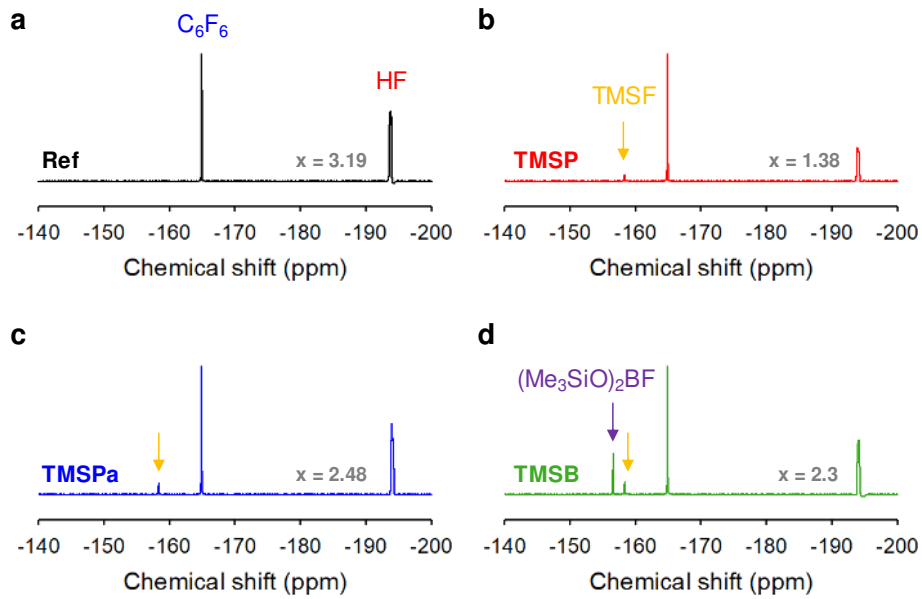 a
C₆F₆
HF
Ref
x = 3.19
-140 -150 -160 -170 -180 -190 -200
Chemical shift (ppm)
b
TMSF
TMSP
x = 1.38
-140 -150 -160 -170 -180 -190 -200
Chemical shift (ppm)
c
TMSPa
x = 2.48
-140 -150 -160 -170 -180 -190 -200
Chemical shift (ppm)
d
(Me₃SiO)₂BF
TMSB
x = 2.3
-140 -150 -160 -170 -180 -190 -200
Chemical shift (ppm)